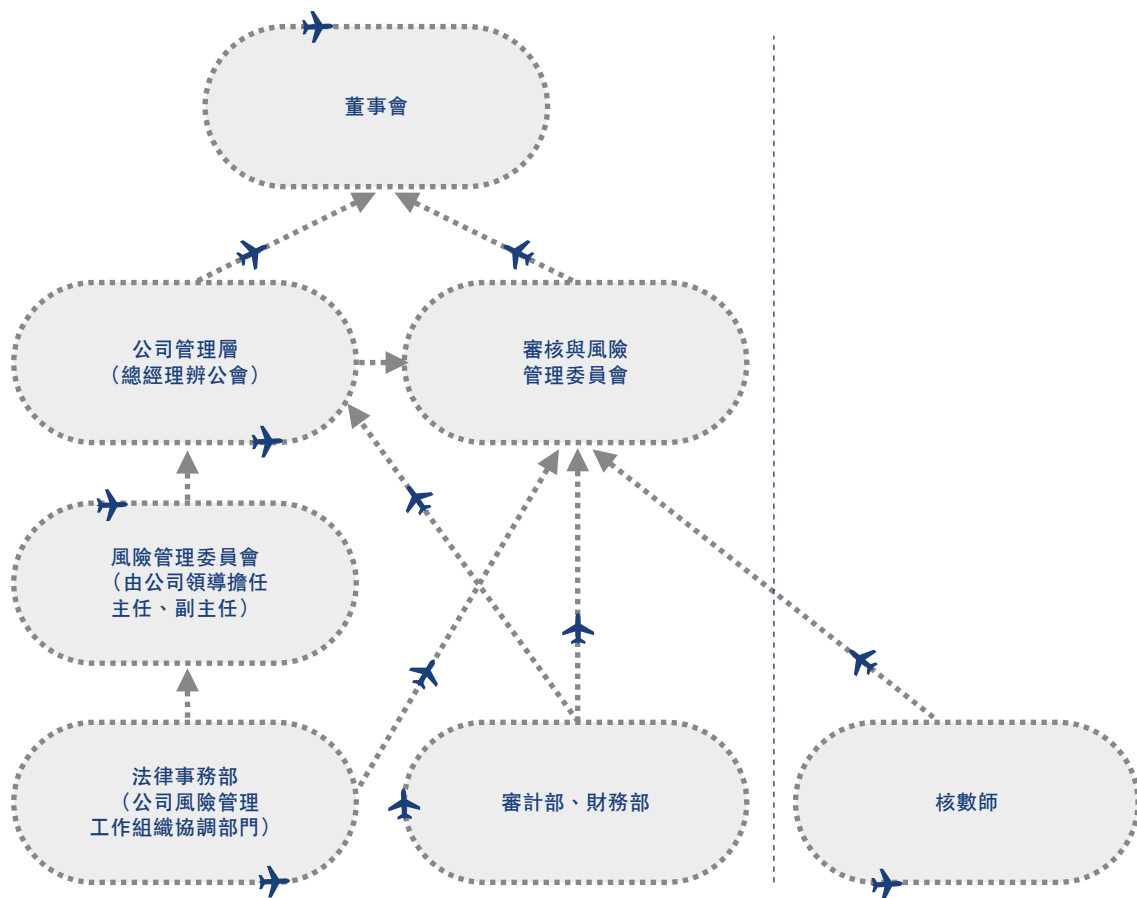 董事會
公司管理層
（總經理辦公會）
審核與風險
管理委員會
風險管理委員會
（由公司領導擔任
主任、副主任）
法律事務部
（公司風險管理
工作組織協調部門）
審計部、財務部
核數師